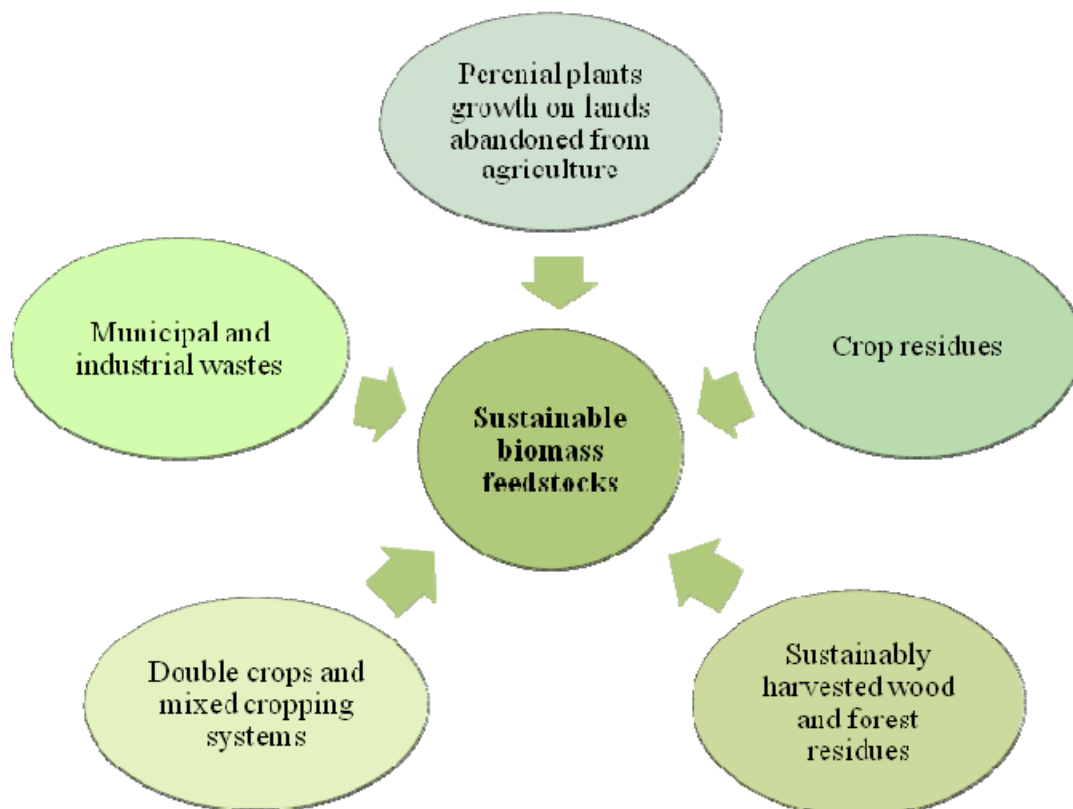 Perenial plants
growth on lands
abandoned from
agriculture
Municipal and
industrial wastes
Crop residues
Sustainable
biomass
feedstocks
Double crops and
mixed cropping
systems
Sustainably
harvested wood
and forest
residues